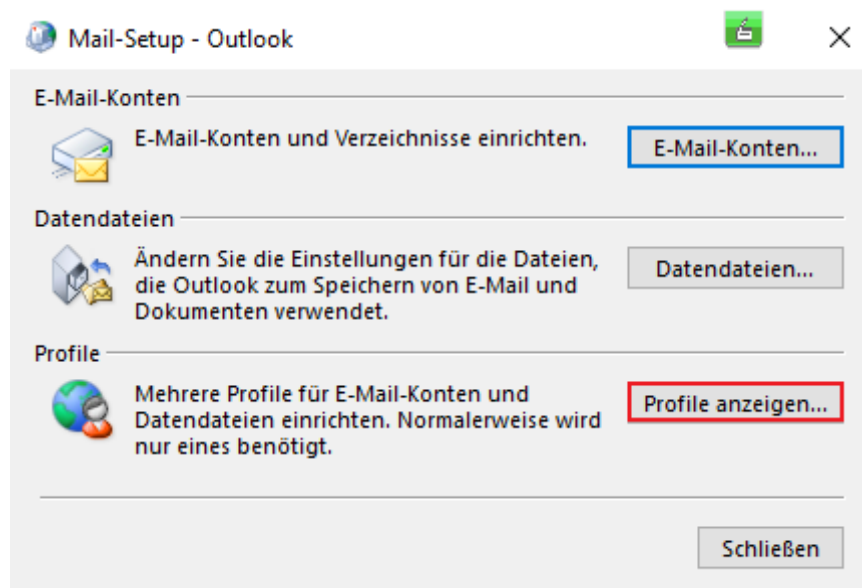 Mail-Setup - Outlook
E-Mail-Konten
E-Mail-Konten und Verzeichnisse einrichten.
E-Mail-Konten...
Datendateien
Ändern Sie die Einstellungen für die Dateien,
die Outlook zum Speichern von E-Mail und
Dokumenten verwendet.
Datendateien...
Profile
Mehrere Profile für E-Mail-Konten und
Datendateien einrichten. Normalerweise wird
nur eines benötigt.
Profile anzeigen...
Schließen